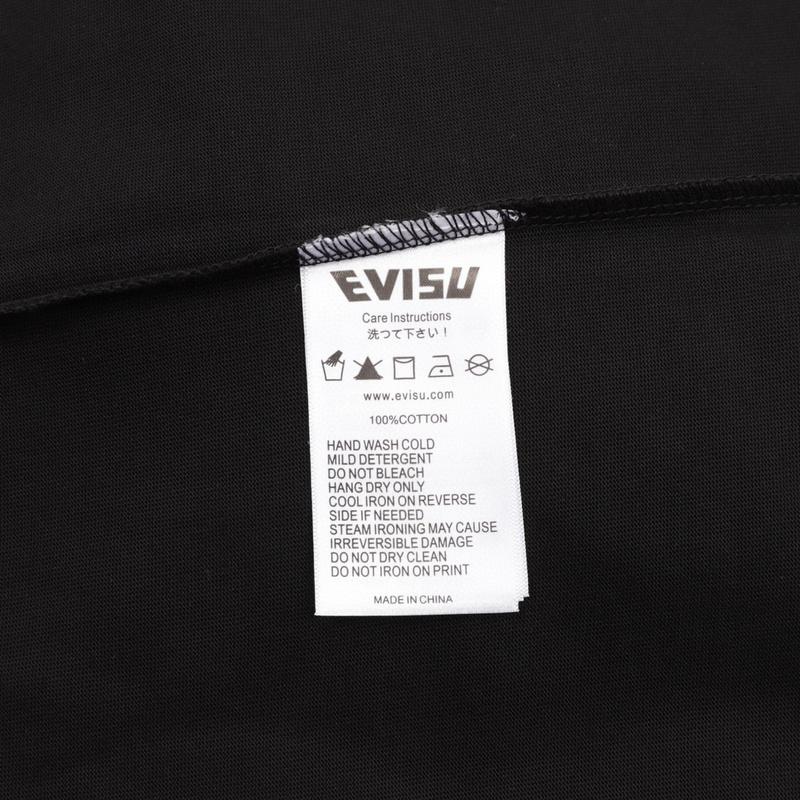 EVISU
Care Instructions
洗つて下さい！
www.evisu.com
100%COTTON
HAND WASH COLD
MILD DETERGENT
DO NOT BLEACH
HANG DRY ONLY
COOL IRON ON REVERSE
SIDE IF NEEDED
STEAM IRONING MAY CAUSE
IRREVERSIBLE DAMAGE
DO NOT DRY CLEAN
DO NOT IRON ON PRINT
MADE IN CHINA